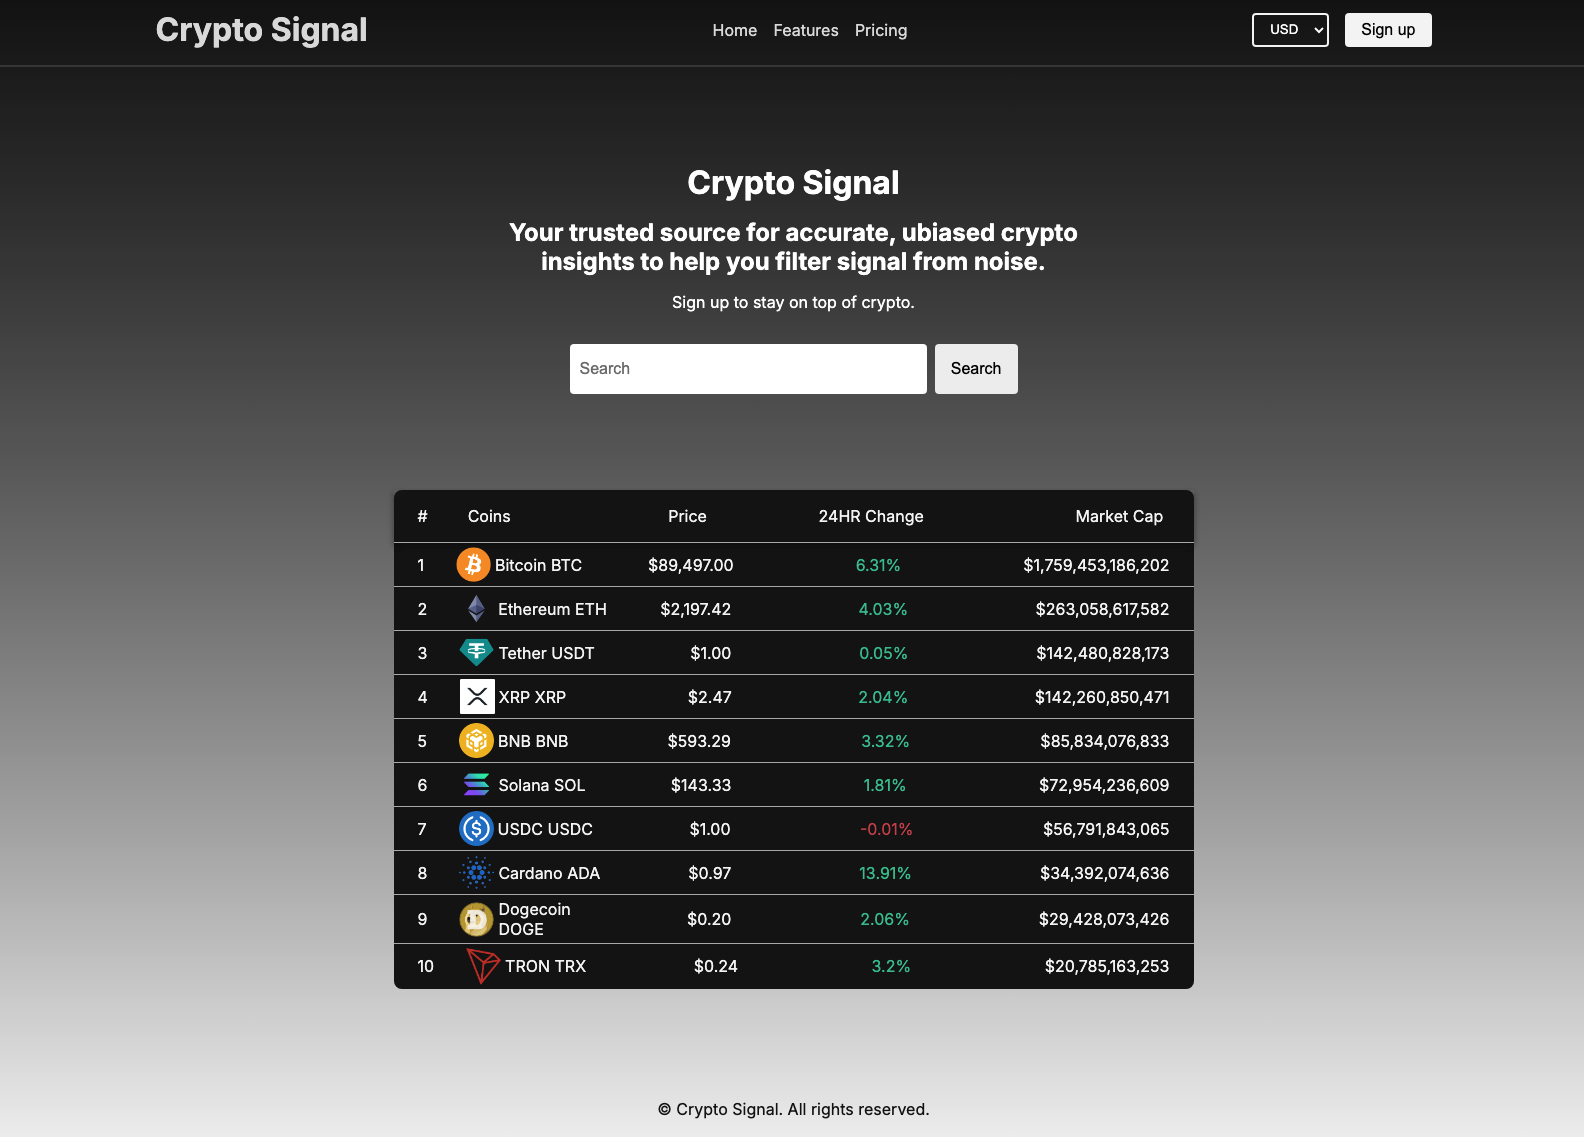 Crypto Signal
Home Features Pricing
USD
Sign up
Crypto Signal
Your trusted source for accurate, ubiased crypto
insights to help you filter signal from noise.
Sign up to stay on top of crypto.
Search Search
# Coins Price 24HR Change Market Cap
1 Bitcoin BTC $89,497.00 6.31% $1,759,453,186,202
2 Ethereum ETH $2,197.42 4.03% $263,058,617,582
3 Tether USDT $1.00 0.05% $142,480,828,173
4 XRP XRP $2.47 2.04% $142,260,850,471
5 BNB BNB $593.29 3.32% $85,834,076,833
6 Solana SOL $143.33 1.81% $72,954,236,609
7 USDC USDC $1.00 -0.01% $56,791,843,065
8 Cardano ADA $0.97 13.91% $34,392,074,636
9 Dogecoin DOGE $0.20 2.06% $29,428,073,426
10 TRON TRX $0.24 3.2% $20,785,163,253
© Crypto Signal. All rights reserved.